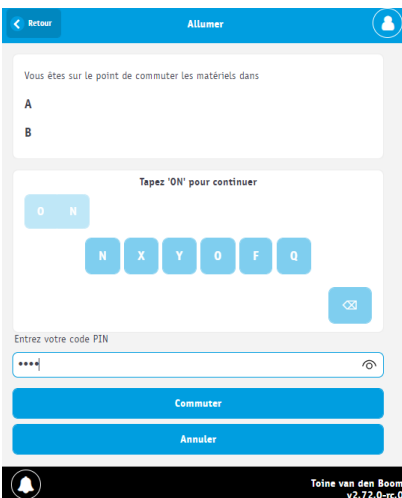 Retour
Allumer
Vous êtes sur le point de commuter les matériels dans
A
B
Tapez 'ON' pour continuer
O N
N X Y O F Q
Entrez votre code PIN
••••
Commuter
Annuler
Toine van den Boom
v2.72.0-rc.0